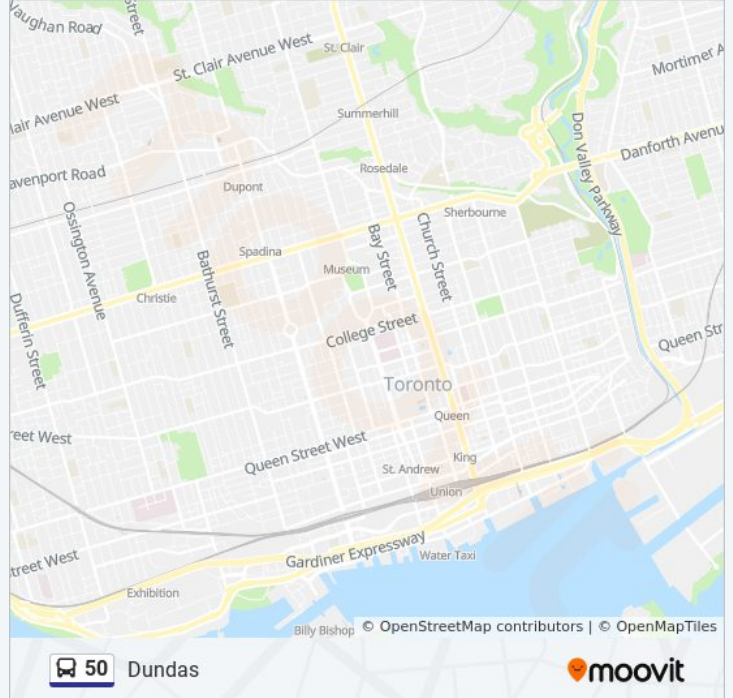 Vaughan Road
Street
St. Clair Avenue West
St. Clair
Mortimer A
lair Avenue West
Summerhill
Don Valley Parkway
Danforth Avenu
Rosedale
avenport Road
Dupont
Sherbourne
Ossington Avenue
Bay Street
Church Street
Bathurst Street
Spadina
Museum
Christie
Dufferin Street
College Street
Queen Str
Toronto
Queen
reet West
Queen Street West
King
St. Andrew
Union
Gardiner Expressway
treet West
Water Taxi
Exhibition
Billy Bishop
© OpenStreetMap contributors | © OpenMapTiles
50 Dundas
moovit